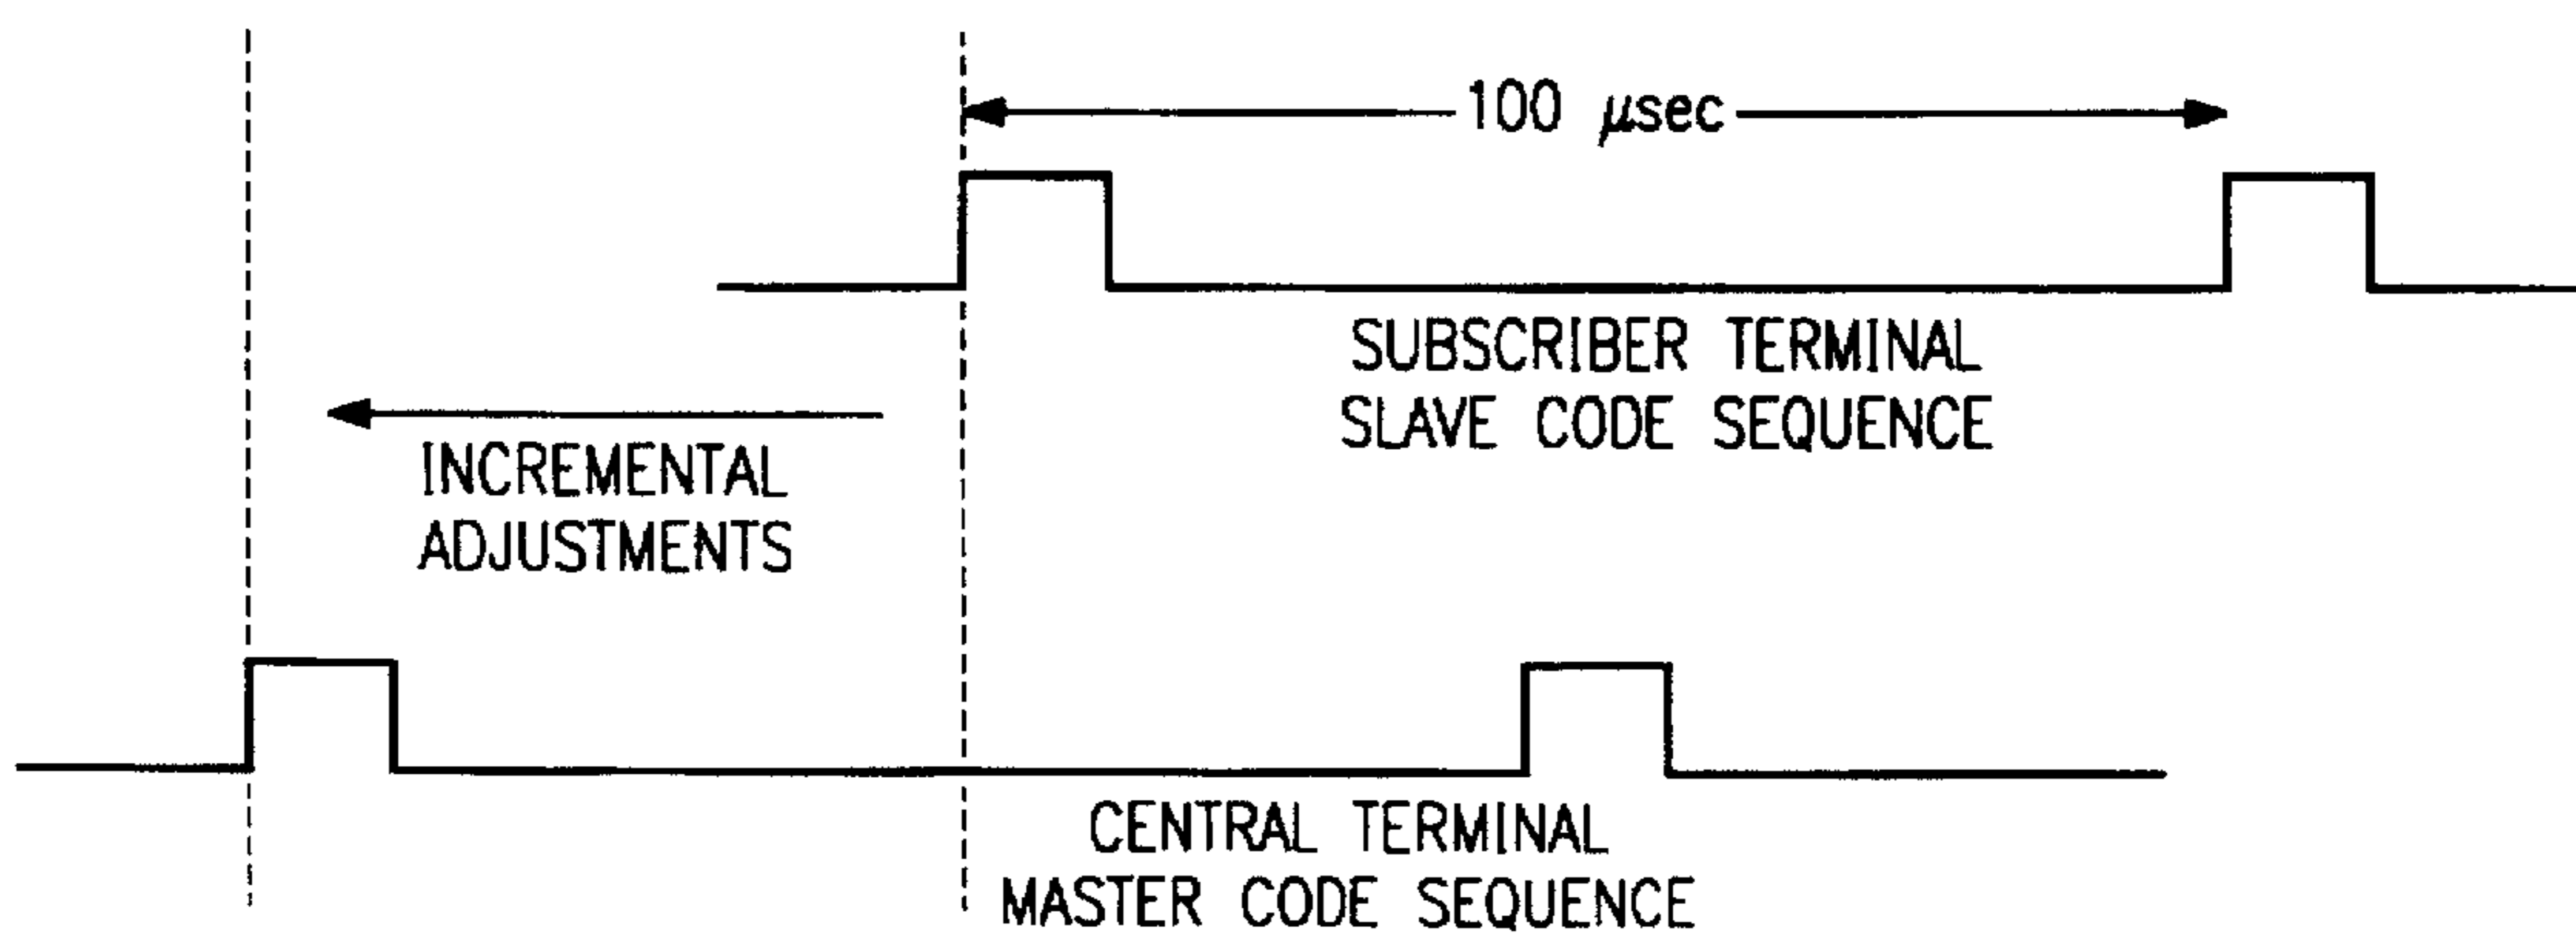 100 μsec
SUBSCRIBER TERMINAL
SLAVE CODE SEQUENCE
INCREMENTAL
ADJUSTMENTS
CENTRAL TERMINAL
MASTER CODE SEQUENCE